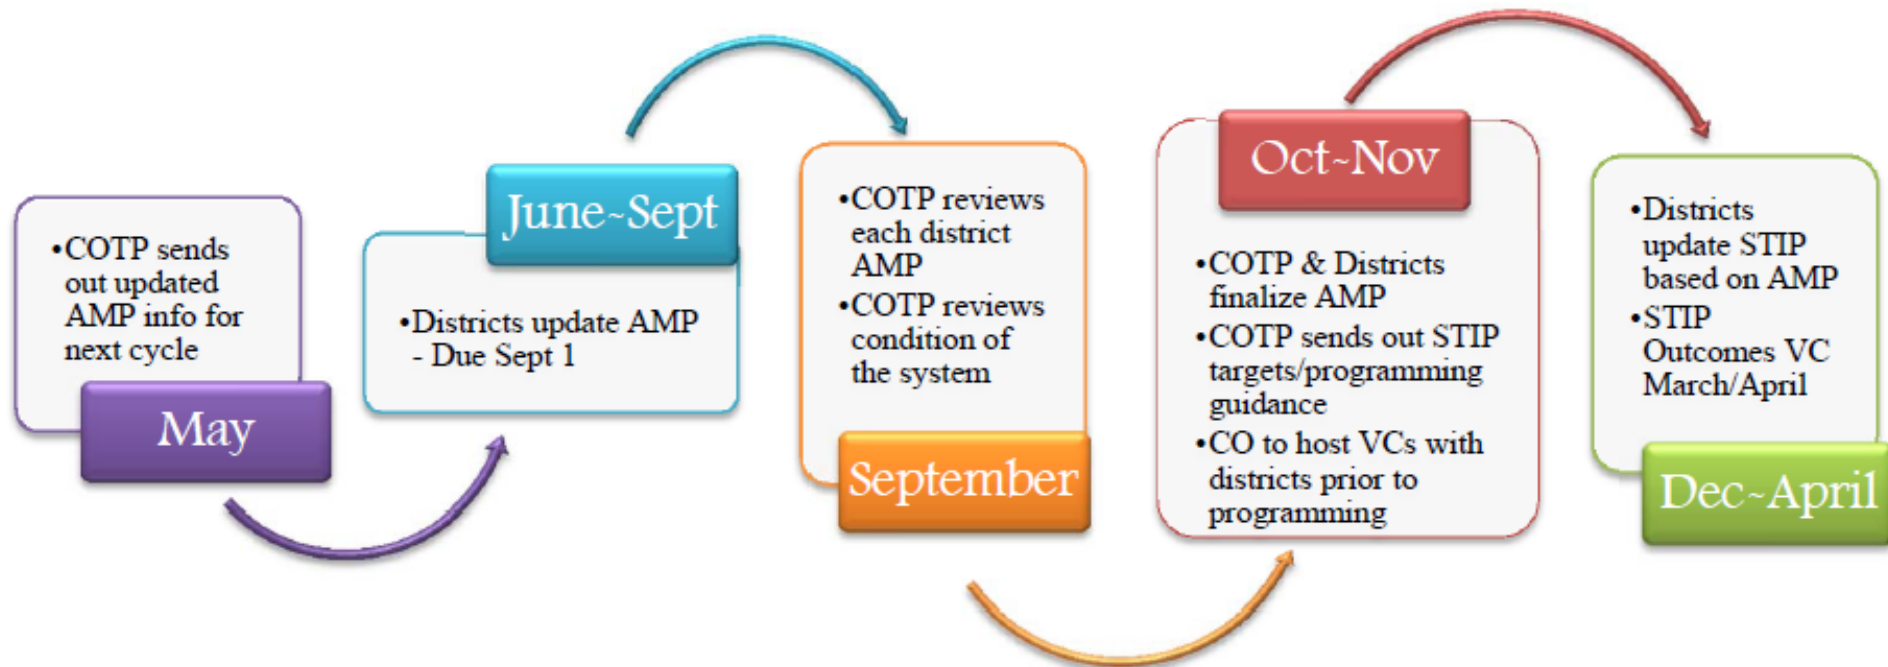 •COTP sends
out updated
AMP info for
next cycle
May
June~Sept
•Districts update AMP
- Due Sept 1
•COTP reviews
each district
AMP
•COTP reviews
condition of
the system
September
Oct~Nov
•COTP & Districts
finalize AMP
•COTP sends out STIP
targets/programming
guidance
•CO to host VCs with
districts prior to
programming
•Districts
update STIP
based on AMP
•STIP
Outcomes VC
March/April
Dec~April